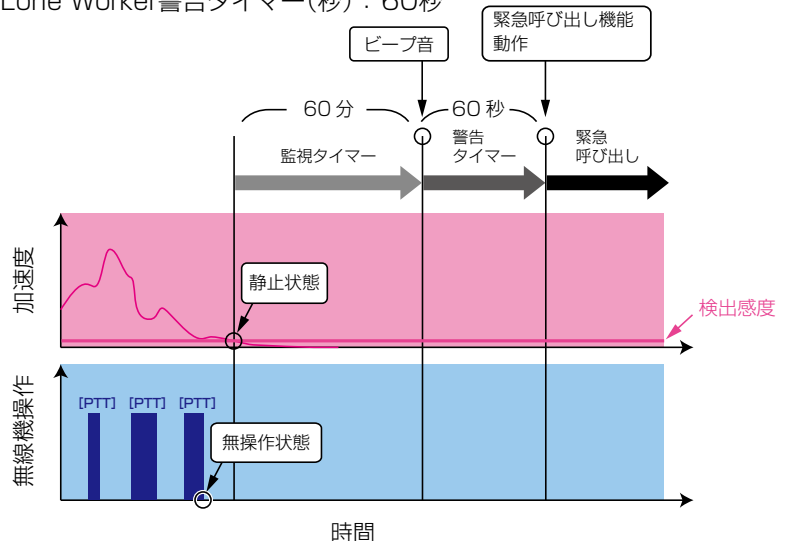 Lone Worker警告タイマー（秒）：60秒
緊急呼び出し機能
動作
ビープ音
60分
60秒
監視タイマー
警告
タイマー
緊急
呼び出し
加速度
静止状態
検出感度
無線機操作
[PTT] [PTT] [PTT]
無操作状態
時間